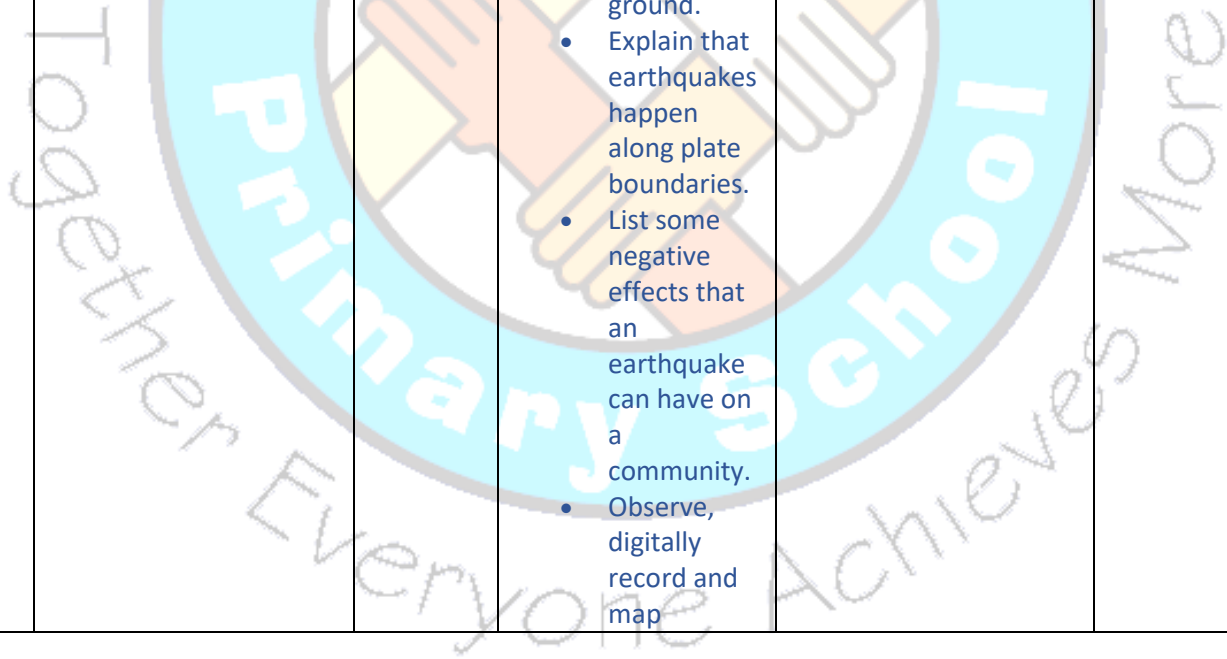 ground.
• Explain that
earthquakes
happen
along plate
boundaries.
• List some
negative
effects that
an
earthquake
can have on
a
community.
• Observe,
digitally
record and
map
Primary School
Together Everyone Achieves More